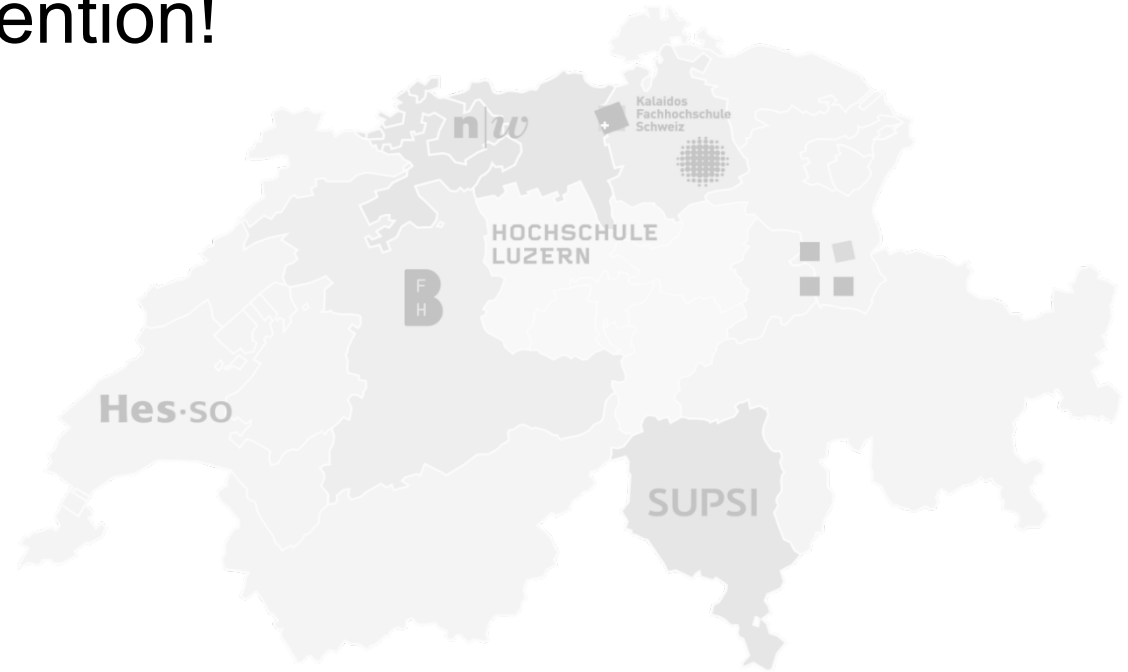 ention!
n|w
Kalaidos
Fachhochschule
Schweiz
HOCHSCHULE
LUZERN
B
F
H
Hes·so
SUPSI